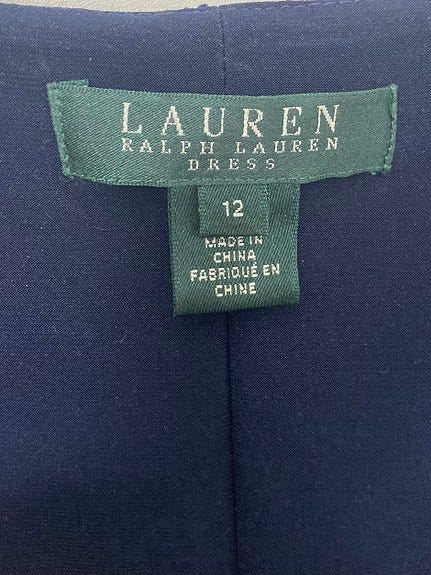 LAUREN
RALPH LAUREN
DRESS
12
MADE IN
CHINA
FABRIQUÉ EN
CHINE